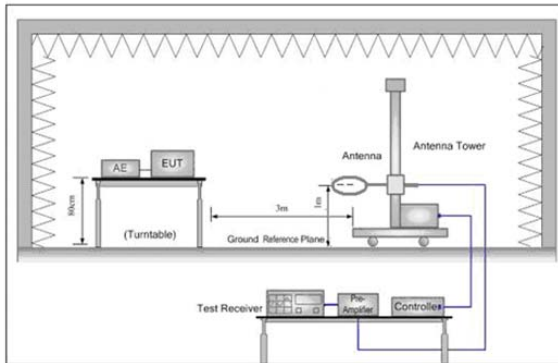 Antenna
Antenna Tower
AE
EUT
80cm
(Turntable)
3m
1m
Ground Reference Plane
Test Receiver
Pre-
Amplifier
Controller